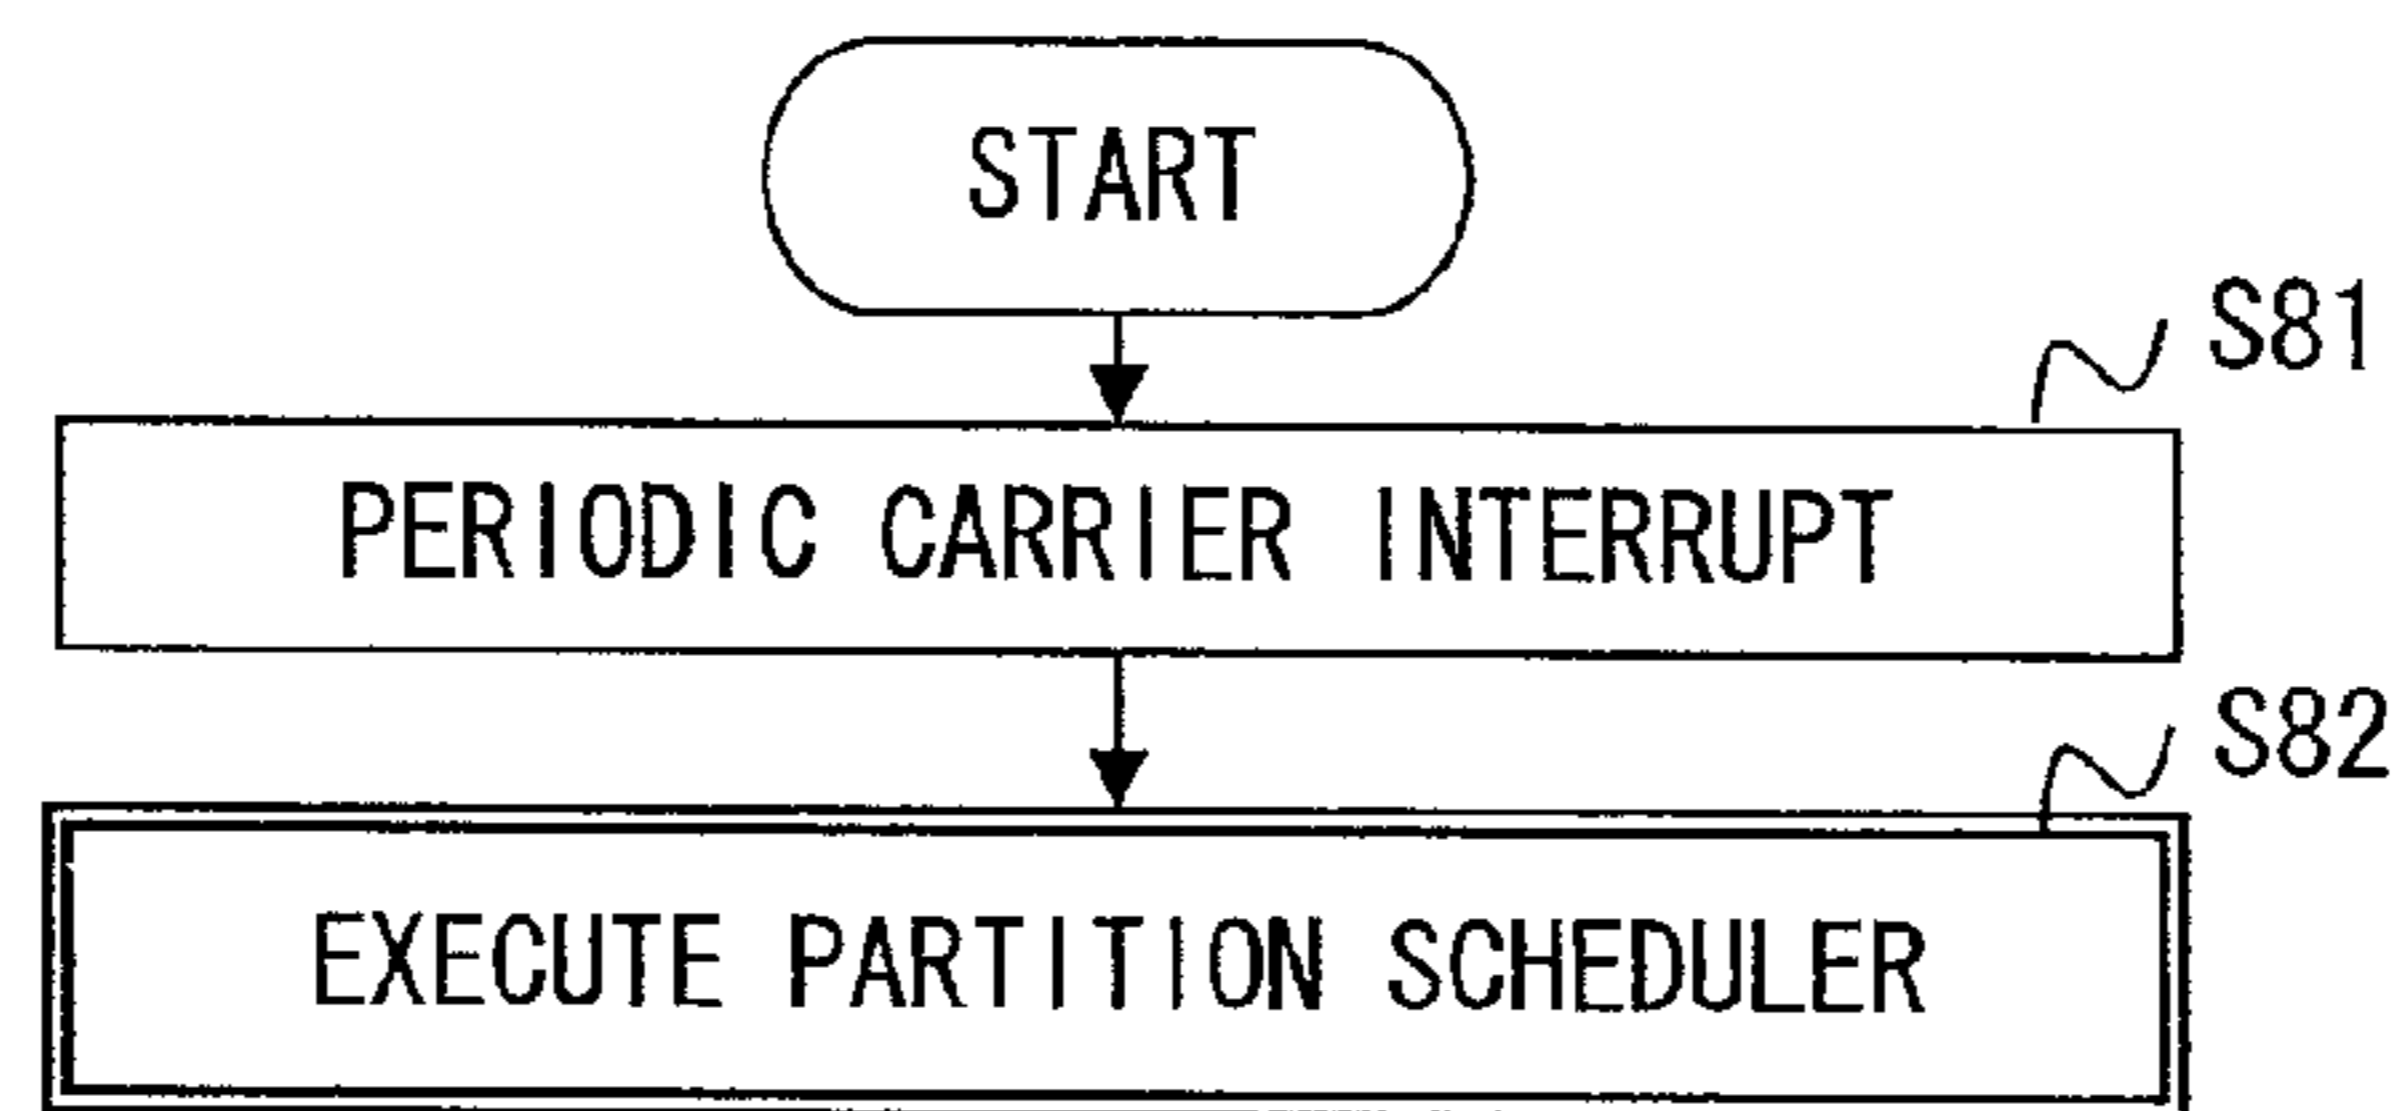 START
S81
PERIODIC CARRIER INTERRUPT
S82
EXECUTE PARTITION SCHEDULER